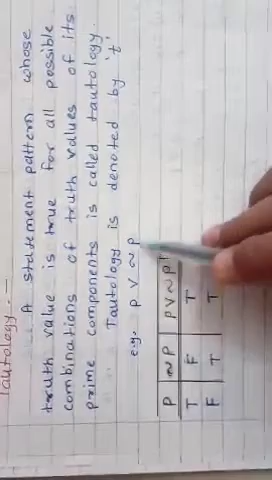 Tautology :-
A statement pattern whose
truth value is true for all possible
combinations of truth values of its
prime components is called tautology.
Tautology is denoted by 't'
e.g. p ∨ ~p
P ~P P∨~P
T F T
F T T